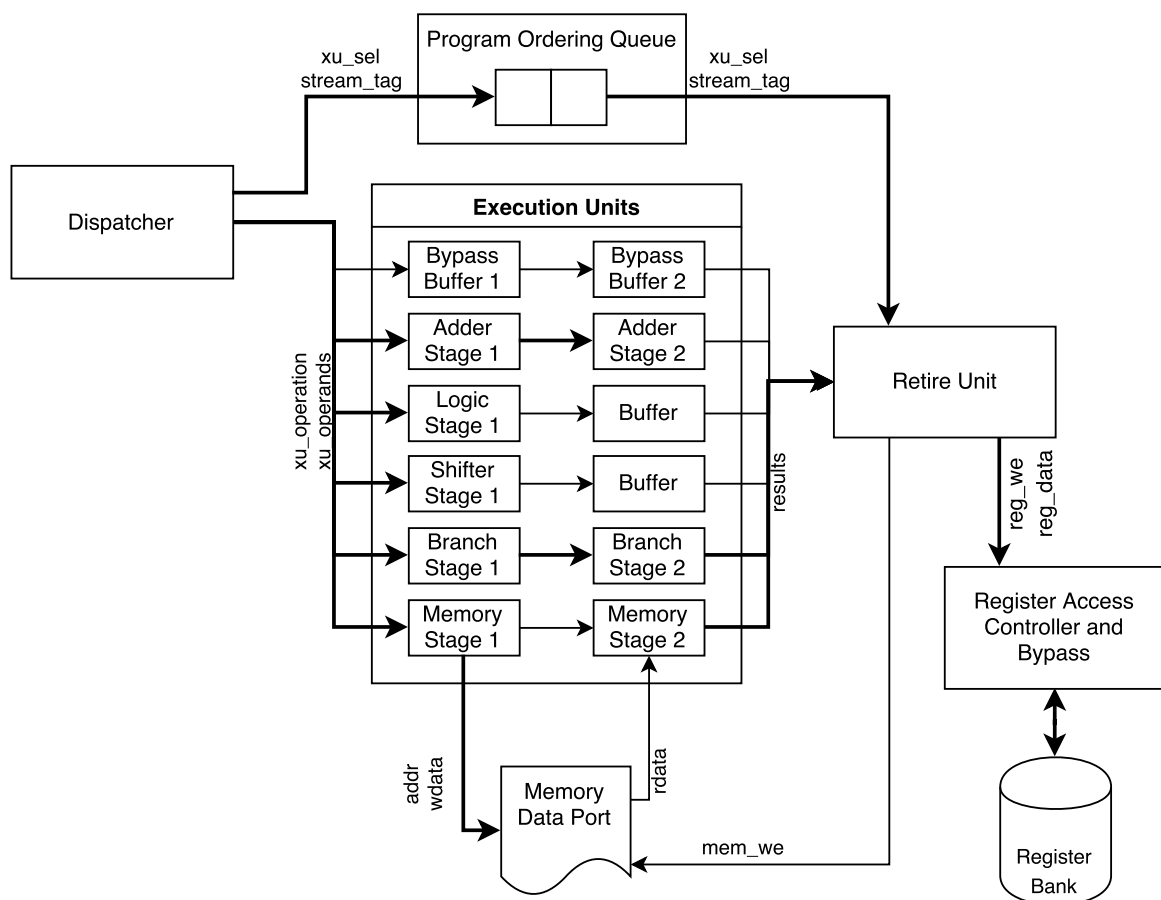 Program Ordering Queue
xu_sel
stream_tag
xu_sel
stream_tag
Dispatcher
Execution Units
Bypass
Buffer 1
Bypass
Buffer 2
Adder
Stage 1
Adder
Stage 2
Logic
Stage 1
Buffer
Shifter
Stage 1
Buffer
Branch
Stage 1
Branch
Stage 2
Memory
Stage 1
Memory
Stage 2
xu_operation
xu_operands
results
Retire Unit
reg_we
reg_data
Register Access
Controller and
Bypass
addr
wdata
rdata
Memory
Data Port
mem_we
Register
Bank